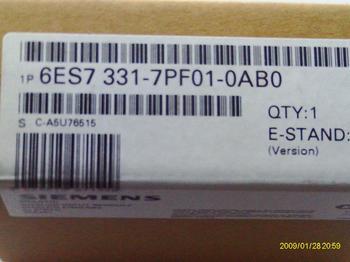 1P 6ES7 331-7PF01-0AB0
QTY:1
S C-A5U76515
E-STAND:
(Version)
SIEMENS
2009/01/28 20:59